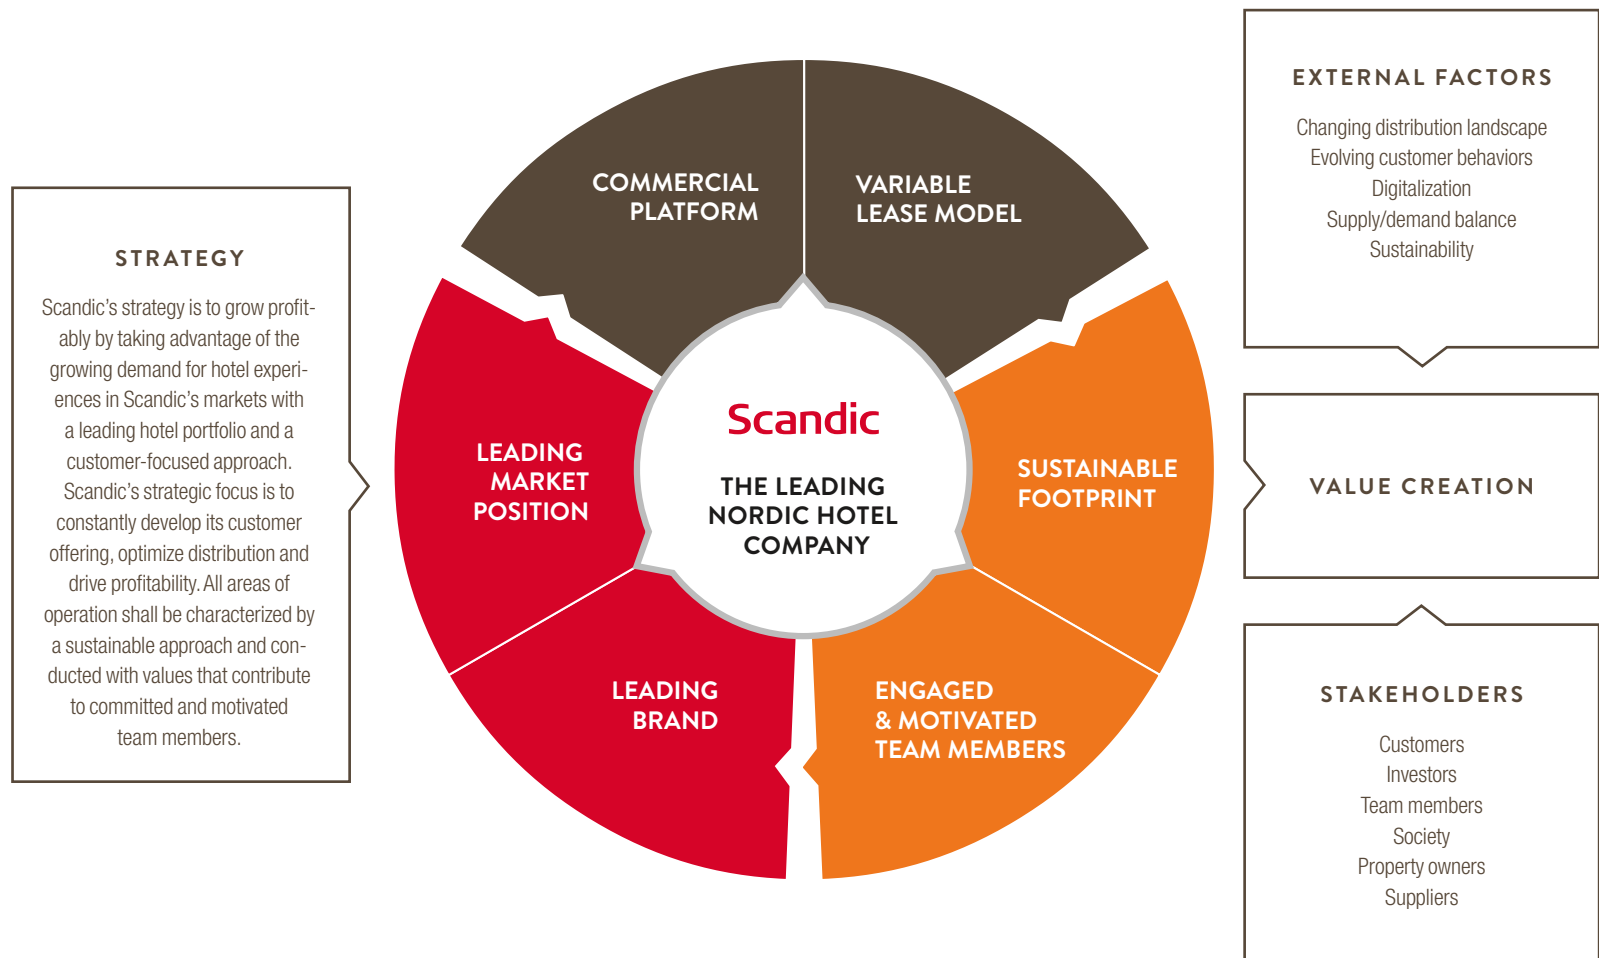 STRATEGY
Scandic’s strategy is to grow profit-
ably by taking advantage of the
growing demand for hotel experi-
ences in Scandic’s markets with
a leading hotel portfolio and a
customer-focused approach.
Scandic’s strategic focus is to
constantly develop its customer
offering, optimize distribution and
drive profitability. All areas of
operation shall be characterized by
a sustainable approach and con-
ducted with values that contribute
to committed and motivated
team members.
COMMERCIAL
PLATFORM
VARIABLE
LEASE MODEL
LEADING
MARKET
POSITION
Scandic
THE LEADING
NORDIC HOTEL
COMPANY
SUSTAINABLE
FOOTPRINT
LEADING
BRAND
ENGAGED
& MOTIVATED
TEAM MEMBERS
EXTERNAL FACTORS
Changing distribution landscape
Evolving customer behaviors
Digitalization
Supply/demand balance
Sustainability
VALUE CREATION
STAKEHOLDERS
Customers
Investors
Team members
Society
Property owners
Suppliers